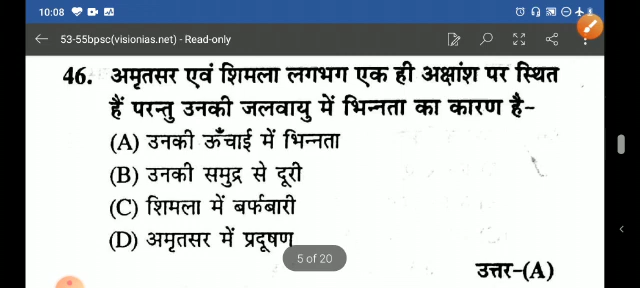 10:08
53-55bpsc(visionias.net) - Read-only
46. अमृतसर एवं शिमला लगभग एक ही अक्षांश पर स्थित
हैं परन्तु उनकी जलवायु में भिन्नता का कारण है-
(A) उनकी ऊँचाई में भिन्नता
(B) उनकी समुद्र से दूरी
(C) शिमला में बर्फबारी
(D) अमृतसर में प्रदूषण
5 of 20
उत्तर-(A)